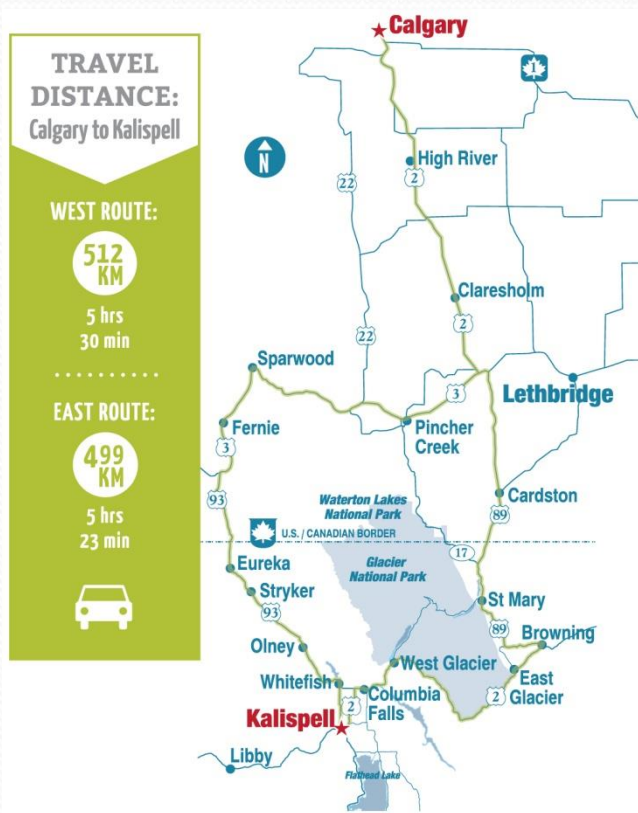 TRAVEL
DISTANCE:
Calgary to Kalispell
WEST ROUTE:
512
KM
5 hrs
30 min
EAST ROUTE:
499
KM
5 hrs
23 min
Calgary
1
N
High River
2
22
Claresholm
2
22
Sparwood
3
Lethbridge
Fernie
Pincher
Creek
3
93
Cardston
89
Waterton Lakes
National Park
U.S. / CANADIAN BORDER
17
Glacier
National Park
Eureka
Stryker
93
St Mary
89
Browning
Olney
West Glacier
East
Glacier
2
Whitefish
Columbia
Falls
2
Kalispell
Libby
Flathead Lake